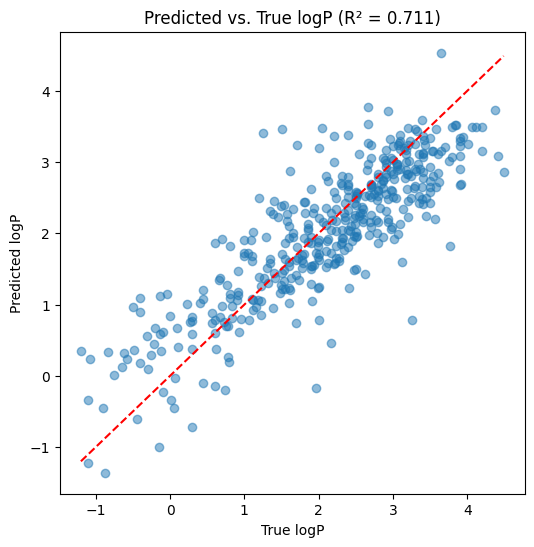 Predicted vs. True logP (R² = 0.711)
4
3
2
1
0
−1
Predicted logP
−1 0 1 2 3 4
True logP